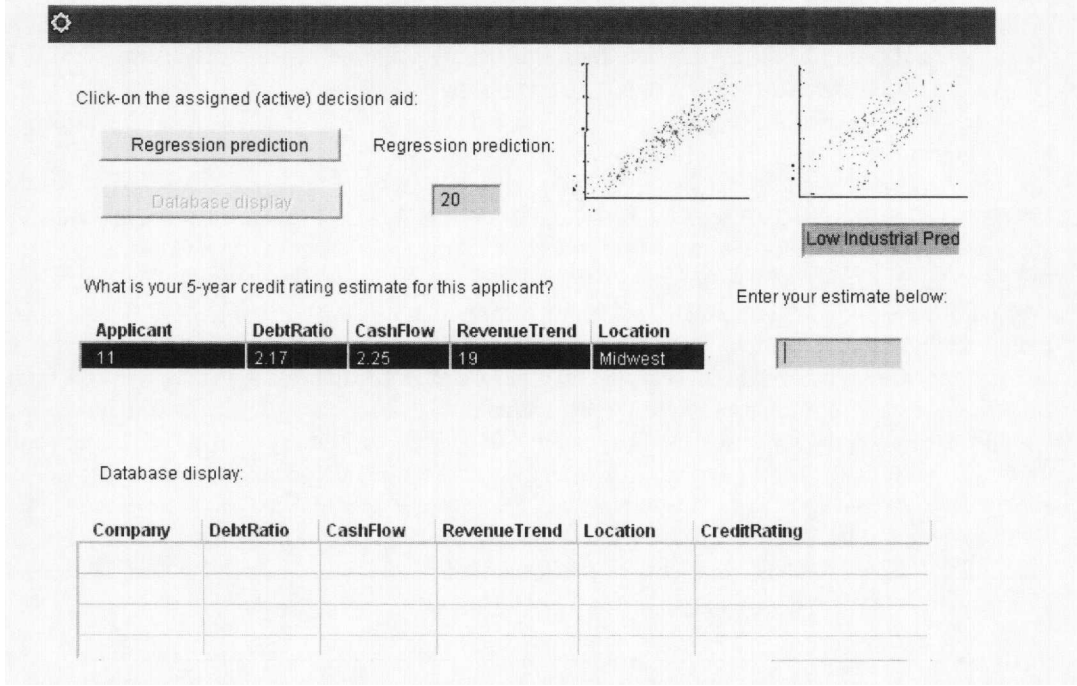 Click-on the assigned (active) decision aid:
Regression prediction
Regression prediction:
Database display
20
Low Industrial Pred
What is your 5-year credit rating estimate for this applicant?
Enter your estimate below:
Applicant DebtRatio CashFlow RevenueTrend Location
11 2.17 2.25 19 Midwest
Database display:
Company DebtRatio CashFlow RevenueTrend Location CreditRating